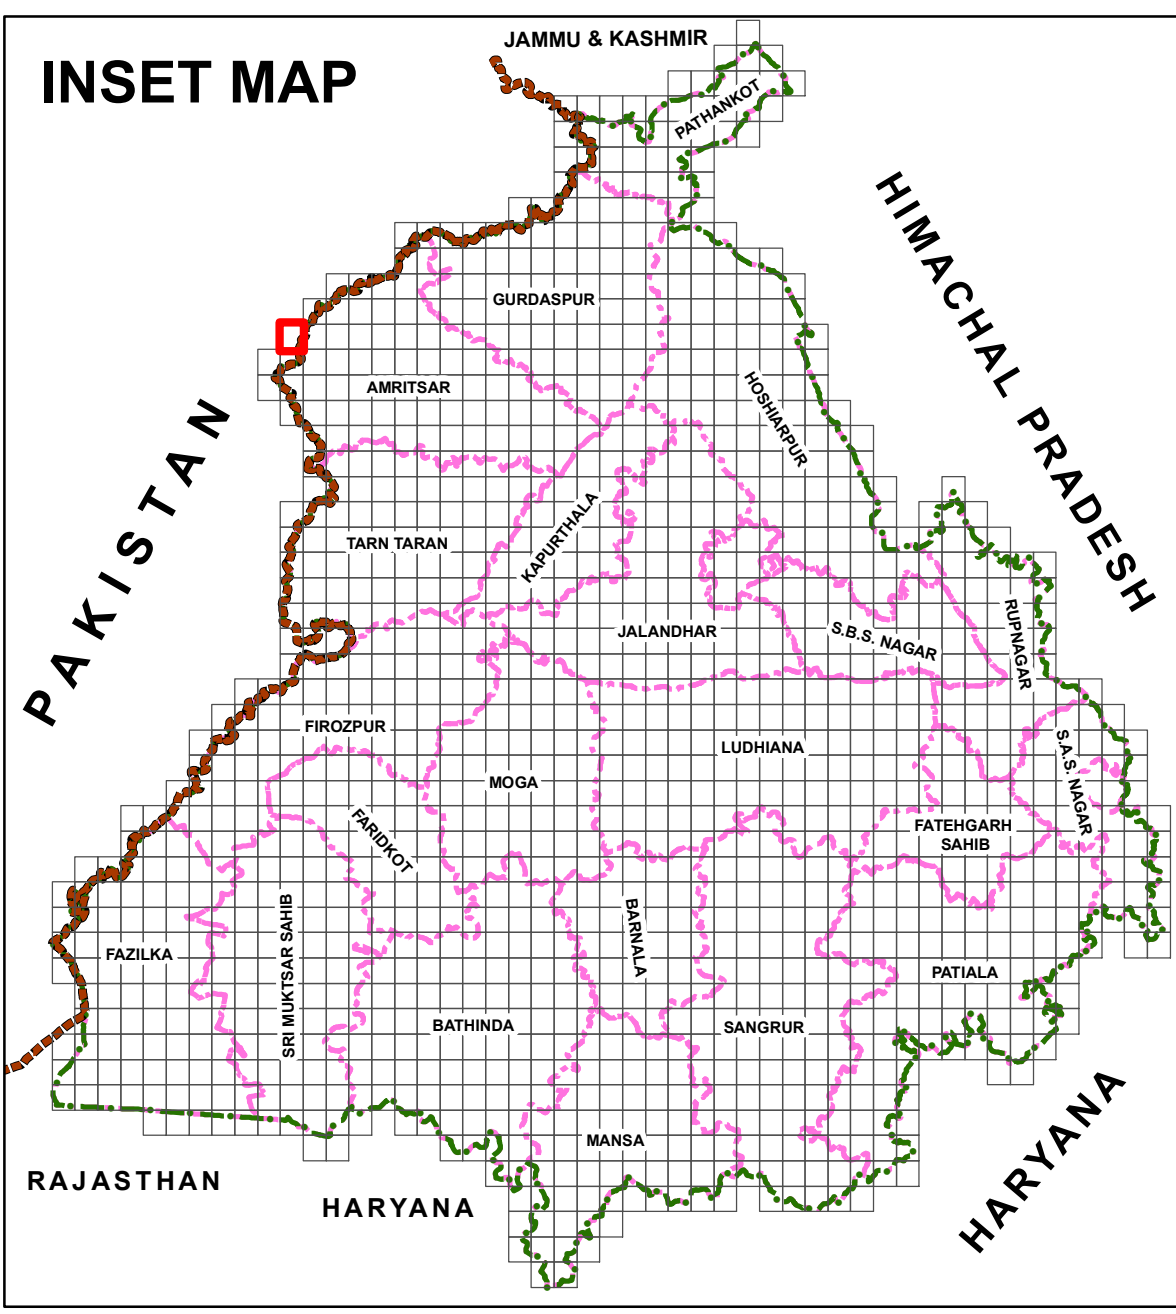 JAMMU & KASHMIR
INSET MAP
PATHANKOT
HIMACHAL PRADESH
GURDASPUR
AMRITSAR
HOSHIARPUR
PAKISTAN
KAPURTHALA
TARN TARAN
JALANDHAR
S.B.S. NAGAR
RUPNAGAR
FIROZPUR
LUDHIANA
S.A.S. NAGAR
MOGA
FARIDKOT
FATEHGARH
SAHIB
SRI MUKTSAR SAHIB
BARNALA
FAZILKA
PATIALA
BATHINDA
SANGRUR
MANSA
RAJASTHAN
HARYANA
HARYANA